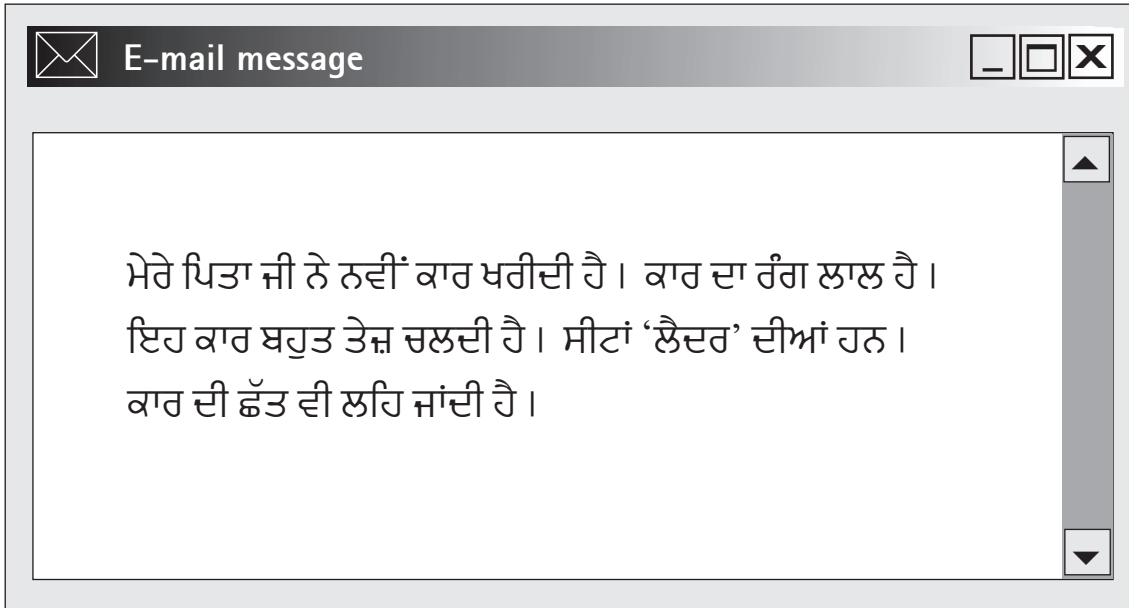 E-mail message
ਮੇਰੇ ਪਿਤਾ ਜੀ ਨੇ ਨਵੀਂ ਕਾਰ ਖਰੀਦੀ ਹੈ। ਕਾਰ ਦਾ ਰੰਗ ਲਾਲ ਹੈ।
ਇਹ ਕਾਰ ਬਹੁਤ ਤੇਜ਼ ਚਲਦੀ ਹੈ। ਸੀਟਾਂ ‘ਲੈਦਰ’ ਦੀਆਂ ਹਨ।
ਕਾਰ ਦੀ ਛੱਤ ਵੀ ਲਹਿ ਜਾਂਦੀ ਹੈ।